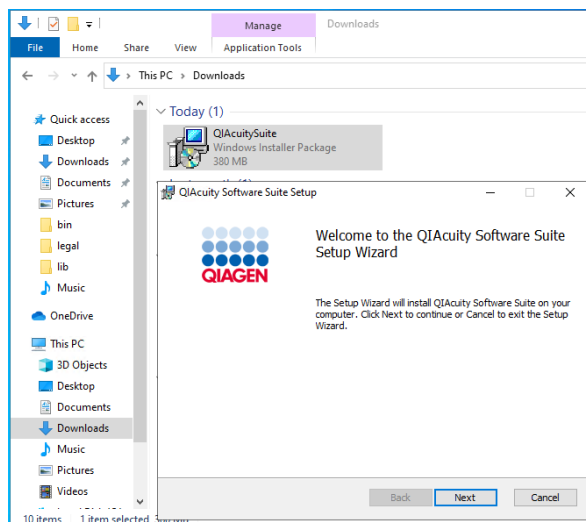 Manage
Downloads
File
Home
Share
View
Application Tools
This PC
Downloads
Quick access
Desktop
Downloads
Documents
Pictures
bin
legal
lib
Music
OneDrive
This PC
3D Objects
Desktop
Documents
Downloads
Music
Pictures
Videos
10 items
1 item selected
Today (1)
QIAcuitySuite
Windows Installer Package
380 MB
QIAcuity Software Suite Setup
QIAGEN
Welcome to the QIAcuity Software Suite
Setup Wizard
The Setup Wizard will install QIAcuity Software Suite on your
computer. Click Next to continue or Cancel to exit the Setup
Wizard.
Back
Next
Cancel